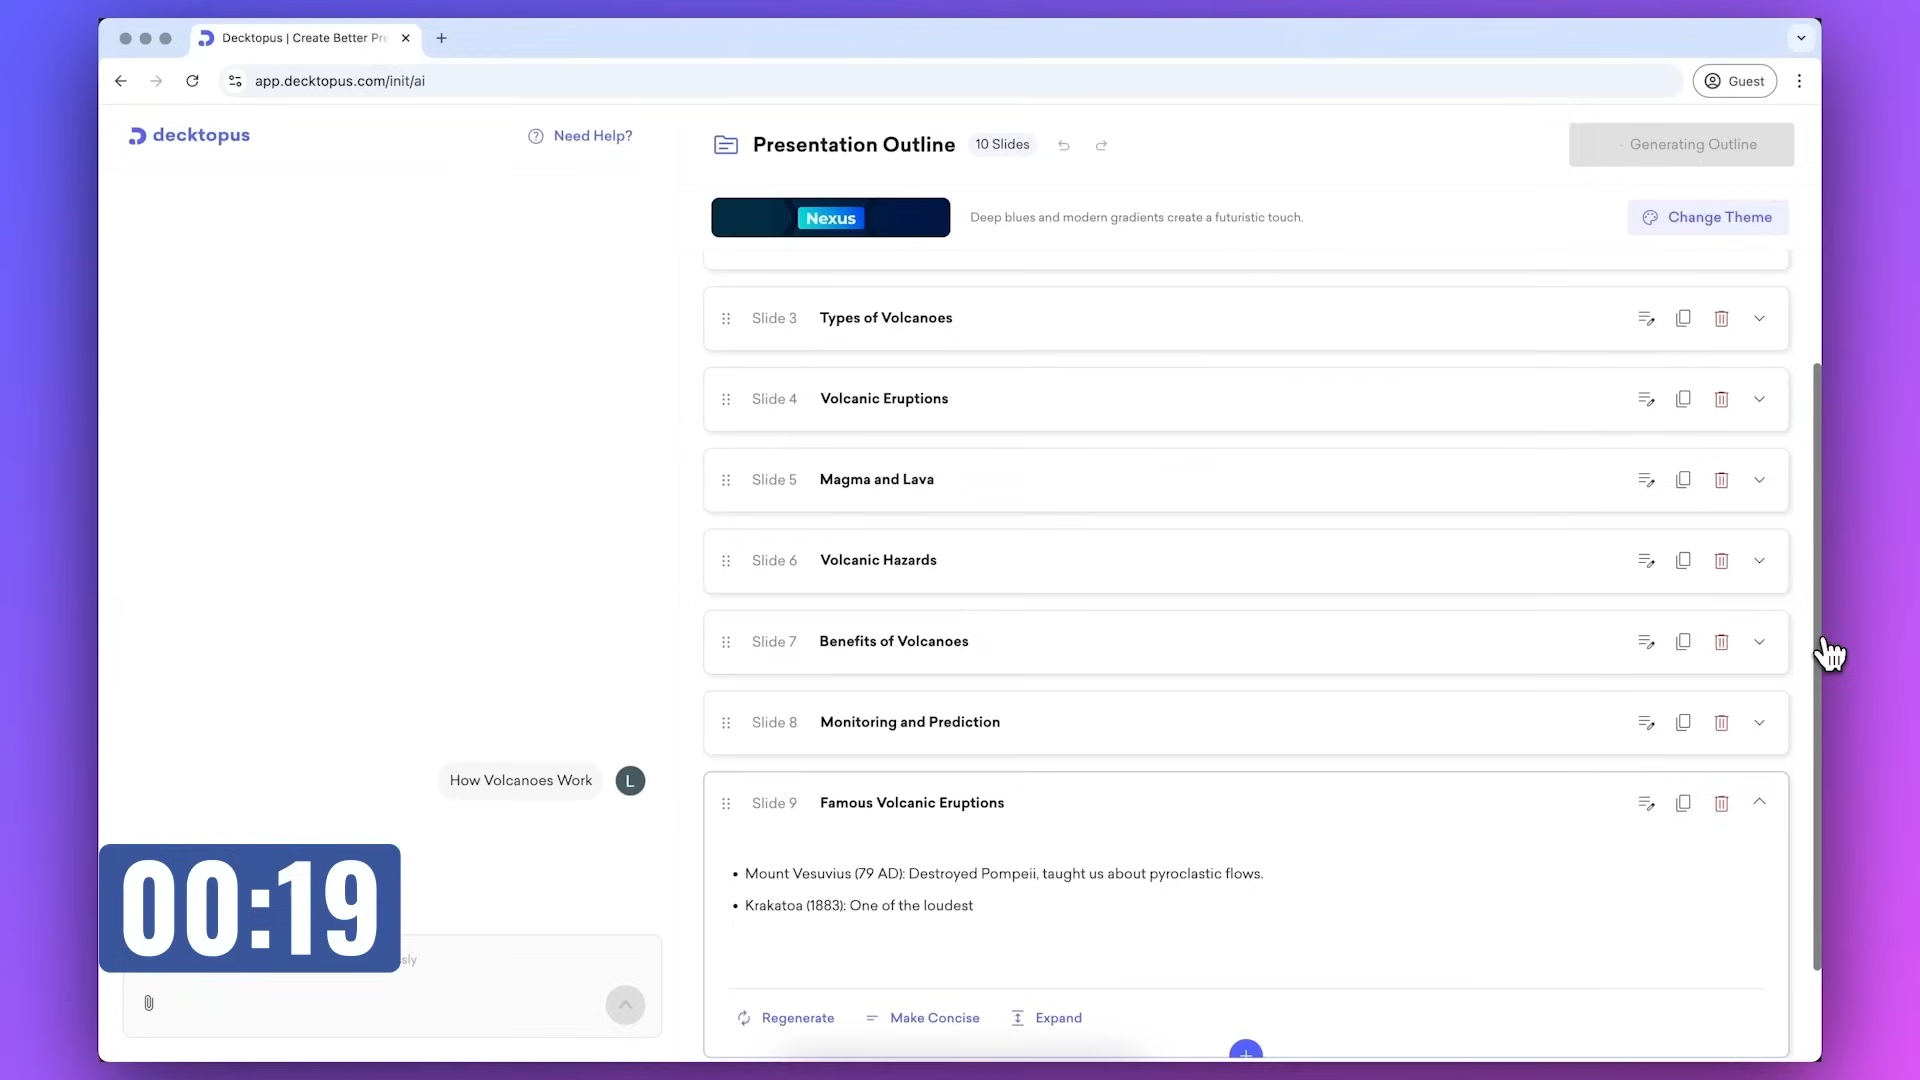 Decktopus | Create Better Pre
app.decktopus.com/init/ai
Guest
decktopus
Need Help?
Presentation Outline
10 Slides
Generating Outline
Nexus
Deep blues and modern gradients create a futuristic touch.
Change Theme
Slide 3 Types of Volcanoes
Slide 4 Volcanic Eruptions
Slide 5 Magma and Lava
Slide 6 Volcanic Hazards
Slide 7 Benefits of Volcanoes
Slide 8 Monitoring and Prediction
How Volcanoes Work
L
Slide 9 Famous Volcanic Eruptions
• Mount Vesuvius (79 AD): Destroyed Pompeii, taught us about pyroclastic flows.
• Krakatoa (1883): One of the loudest
00:19
Regenerate
Make Concise
Expand